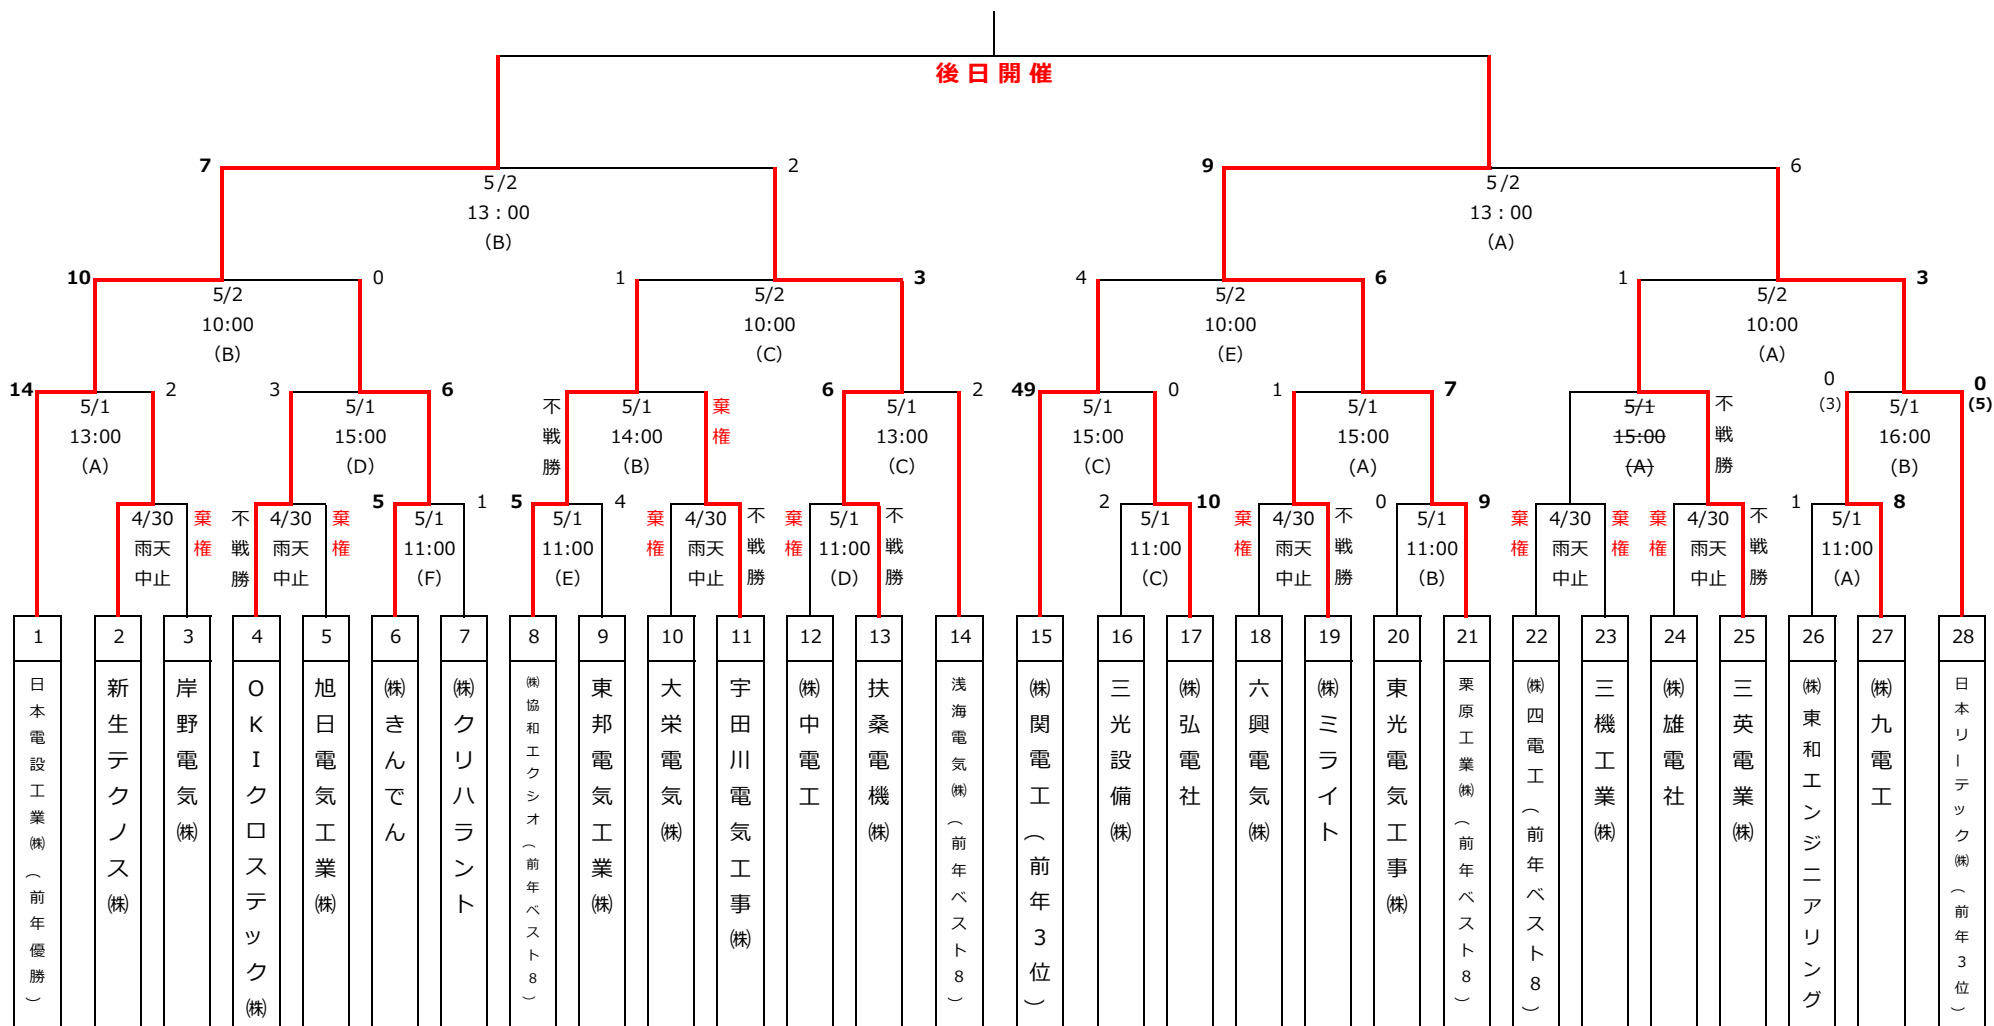 後日開催
7 2 9 6
5/2 5/2
13：00 13：00
(B) (A)
10 0 1 3 4 6 1 3
5/2 5/2 5/2 5/2
10:00 10:00 10:00 10:00
(B) (C) (E) (A)
14 2 3 6 不戦勝 棄権 6 2 49 0 1 7 不戦勝 0 (3) 0 (5)
5/1 5/1 5/1 5/1 5/1 5/1 5/1 5/1
13:00 15:00 14:00 13:00 15:00 15:00 15:00 16:00
(A) (D) (B) (C) (C) (A) (A) (B)
棄権 不戦勝 棄権 5 1 5 4 棄権 不戦勝 棄権 不戦勝 2 10 棄権 不戦勝 0 9 棄権 棄権 棄権 不戦勝 1 8
4/30 4/30 5/1 5/1 4/30 5/1 5/1 4/30 5/1 4/30 4/30 5/1
雨天 雨天 11:00 11:00 雨天 11:00 11:00 雨天 11:00 雨天 雨天 11:00
中止 中止 (F) (E) 中止 (D) (C) 中止 (B) 中止 中止 (A)
1 2 3 4 5 6 7 8 9 10 11 12 13 14 15 16 17 18 19 20 21 22 23 24 25 26 27 28
日本電設工業㈱（前年優勝）
新生テクノス㈱
岸野電気㈱
OKIクロステック㈱
旭日電気工業㈱
㈱きんでん
㈱クリハラント
㈱協和エクシオ（前年ベスト8）
東邦電気工業㈱
大栄電気㈱
宇田川電気工事㈱
㈱中電工
扶桑電機㈱
浅海電気㈱（前年ベスト8）
㈱関電工（前年3位）
三光設備㈱
㈱弘電社
六興電気㈱
㈱ミライト
東光電気工事㈱
栗原工業㈱（前年ベスト8）
㈱四電工（前年ベスト8）
三機工業㈱
㈱雄電社
三英電業㈱
㈱東和エンジニアリング
㈱九電工
日本リーテック㈱（前年3位）